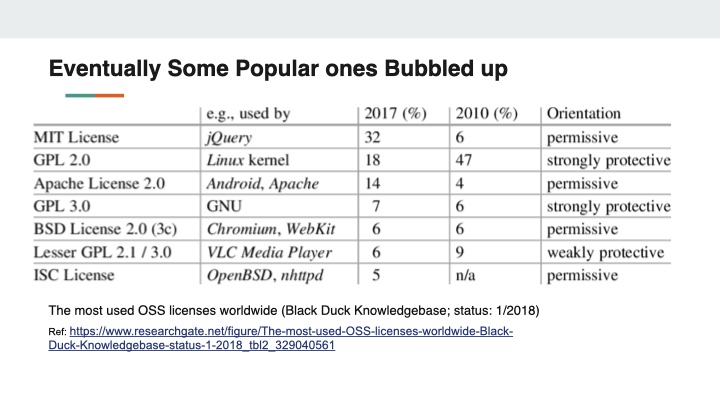 Eventually Some Popular ones Bubbled up
e.g., used by 2017 (%) 2010 (%) Orientation
MIT License jQuery 32 6 permissive
GPL 2.0 Linux kernel 18 47 strongly protective
Apache License 2.0 Android, Apache 14 4 permissive
GPL 3.0 GNU 7 6 strongly protective
BSD License 2.0 (3c) Chromium, WebKit 6 6 permissive
Lesser GPL 2.1 / 3.0 VLC Media Player 6 9 weakly protective
ISC License OpenBSD, nhttpd 5 n/a permissive
The most used OSS licenses worldwide (Black Duck Knowledgebase; status: 1/2018)
Ref: https://www.researchgate.net/figure/The-most-used-OSS-licenses-worldwide-Black-
Duck-Knowledgebase-status-1-2018_tbl2_329040561